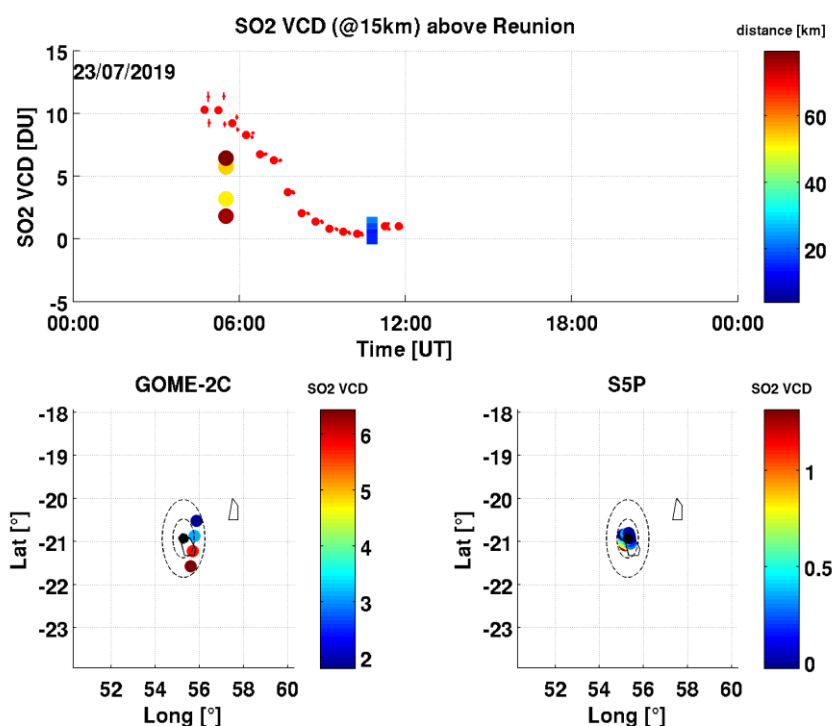 SO2 VCD (@15km) above Reunion
distance [km]
23/07/2019
15
10
5
0
-5
SO2 VCD [DU]
00:00 06:00 12:00 18:00 00:00
Time [UT]
60
40
20
GOME-2C
SO2 VCD
-18
-19
-20
-21
-22
-23
Lat [°]
52 54 56 58 60
Long [°]
6
5
4
3
2
S5P
SO2 VCD
-18
-19
-20
-21
-22
-23
Lat [°]
52 54 56 58 60
Long [°]
1
0.5
0